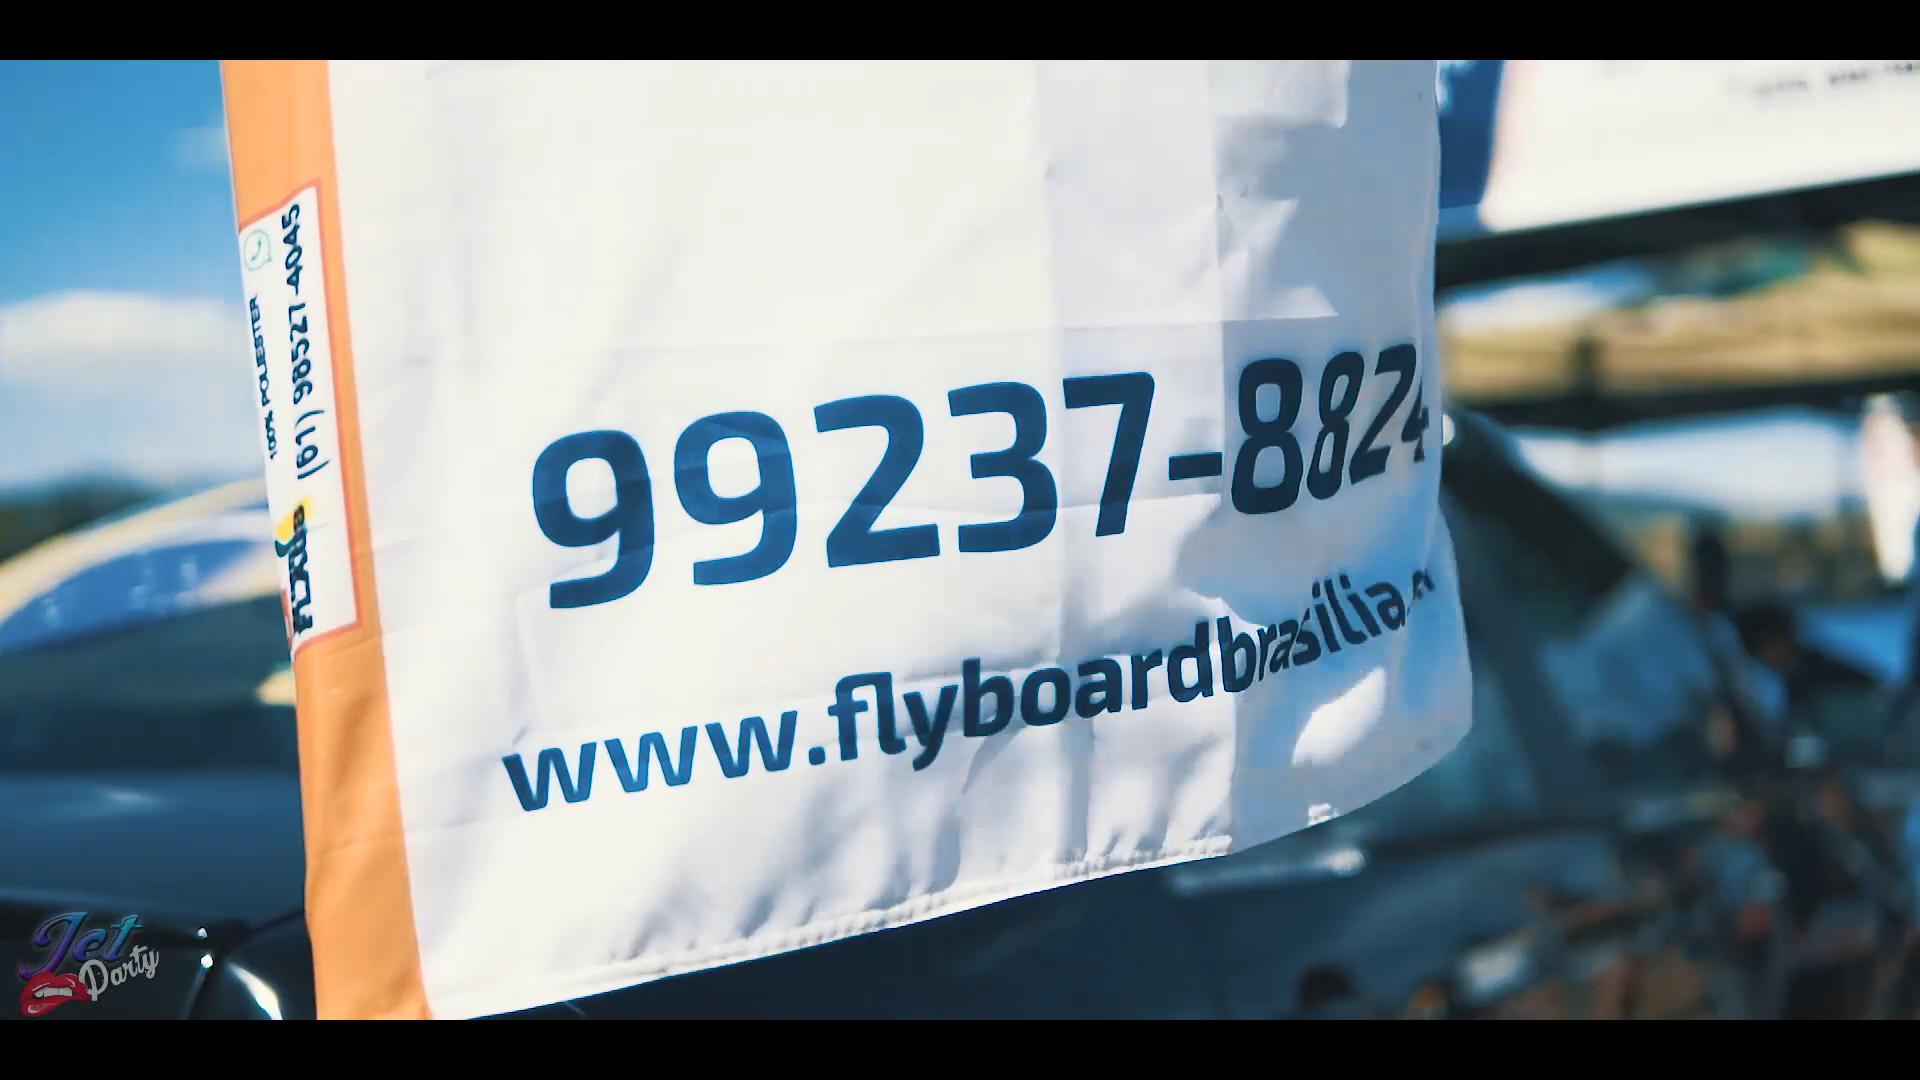 99237-8824
www.flyboardbrasilia.
100% POLIESTER
(61) 98527-4045
Jet
Party